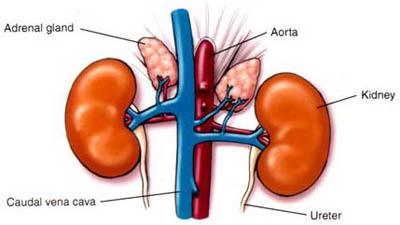 Adrenal gland
Aorta
Kidney
Caudal vena cava
Ureter